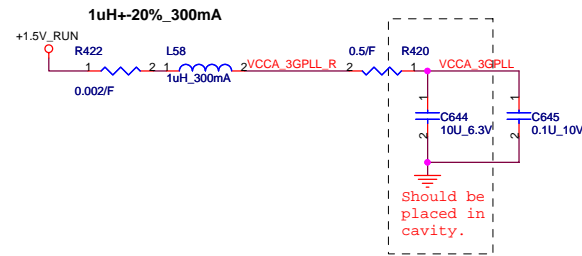 1uH+-20%_300mA
+1.5V_RUN
R422
L58
0.5/F
R420
1
2
1
2
VCCA_3GPLL_R
2
1
VCCA_3GPLL
0.002/F
1uH_300mA
1
1
C644
C645
10U_6.3V
0.1U_10V
2
2
Should be
placed in
cavity.